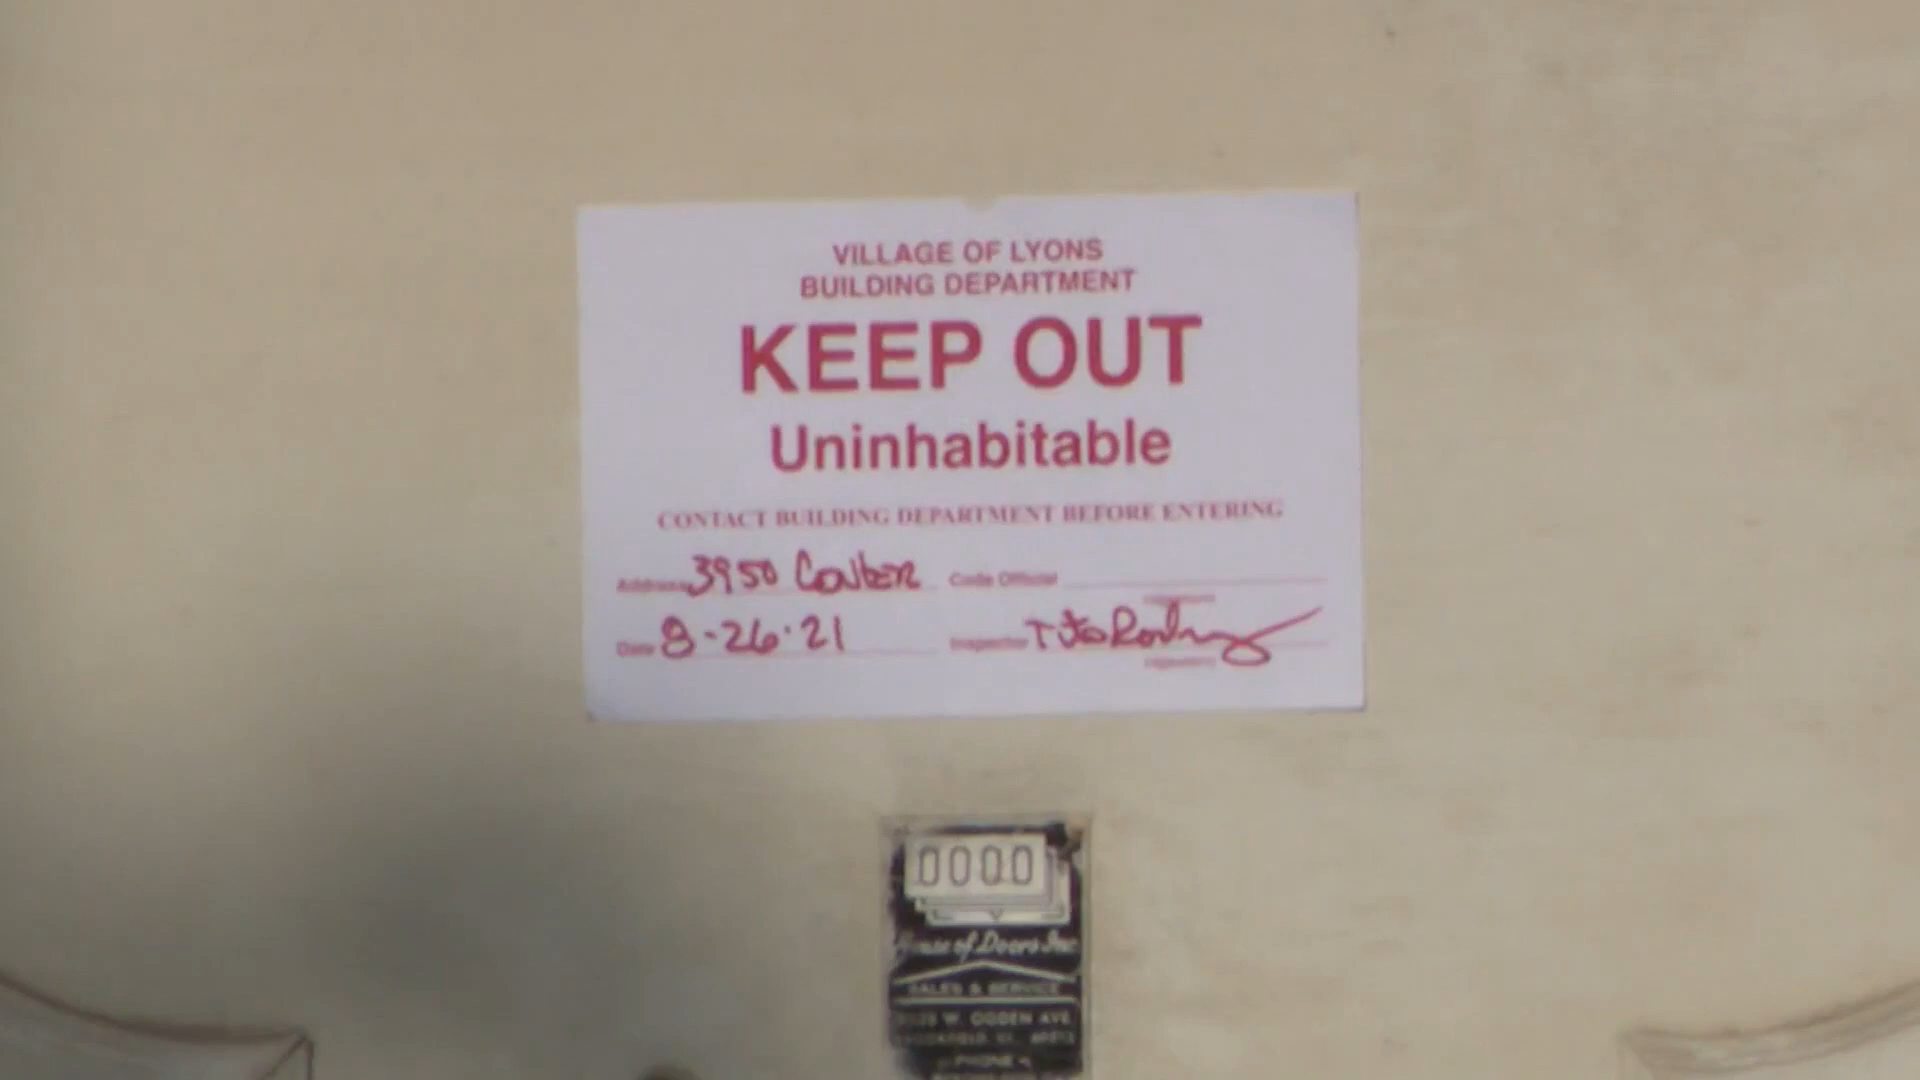 VILLAGE OF LYONS
BUILDING DEPARTMENT
KEEP OUT
Uninhabitable
CONTACT BUILDING DEPARTMENT BEFORE ENTERING
Address 3950 Code Official
Date 8-26-21 Inspector
0000
House of Doors Inc
SALES & SERVICE
W. OGDEN AVE
PHONE